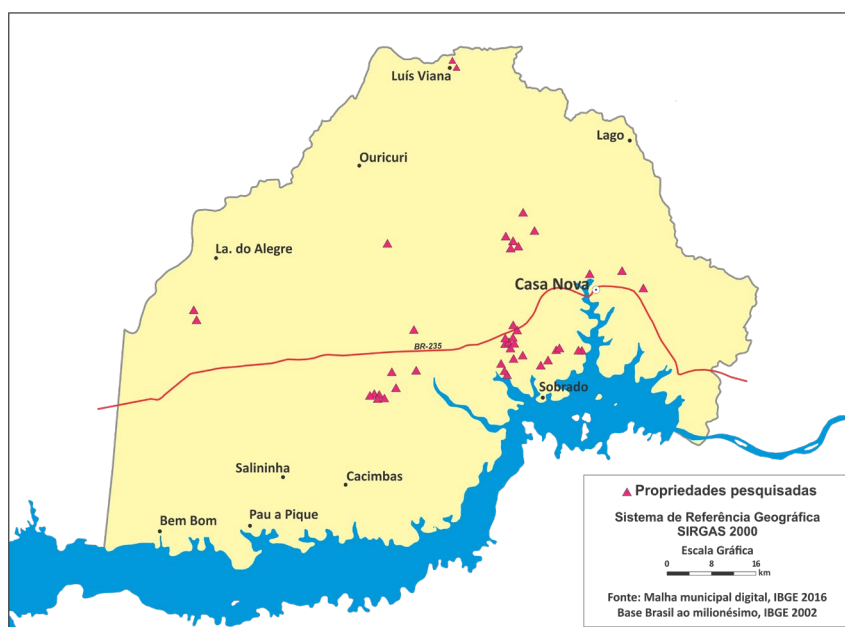 Luís Viana
Lago
Ouricuri
La. do Alegre
Casa Nova
BR-235
Sobrado
Salininha
Cacimbas
Pau a Pique
Bem Bom
Propriedades pesquisadas
Sistema de Referência Geográfica
SIRGAS 2000
Escala Gráfica
0 8 16
km
Fonte: Malha municipal digital, IBGE 2016
Base Brasil ao milionésimo, IBGE 2002